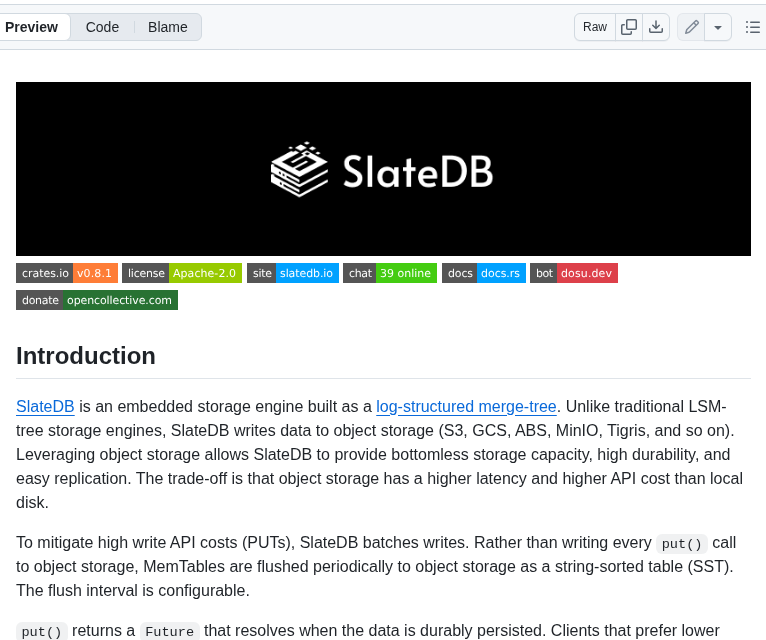 Preview Code Blame Raw
SlateDB
crates.io v0.8.1 license Apache-2.0 site slatedb.io chat 39 online docs docs.rs bot dosu.dev
donate opencollective.com
Introduction
SlateDB is an embedded storage engine built as a log-structured merge-tree. Unlike traditional LSM-
tree storage engines, SlateDB writes data to object storage (S3, GCS, ABS, MinIO, Tigris, and so on).
Leveraging object storage allows SlateDB to provide bottomless storage capacity, high durability, and
easy replication. The trade-off is that object storage has a higher latency and higher API cost than local
disk.
To mitigate high write API costs (PUTs), SlateDB batches writes. Rather than writing every put() call
to object storage, MemTables are flushed periodically to object storage as a string-sorted table (SST).
The flush interval is configurable.
put() returns a Future that resolves when the data is durably persisted. Clients that prefer lower